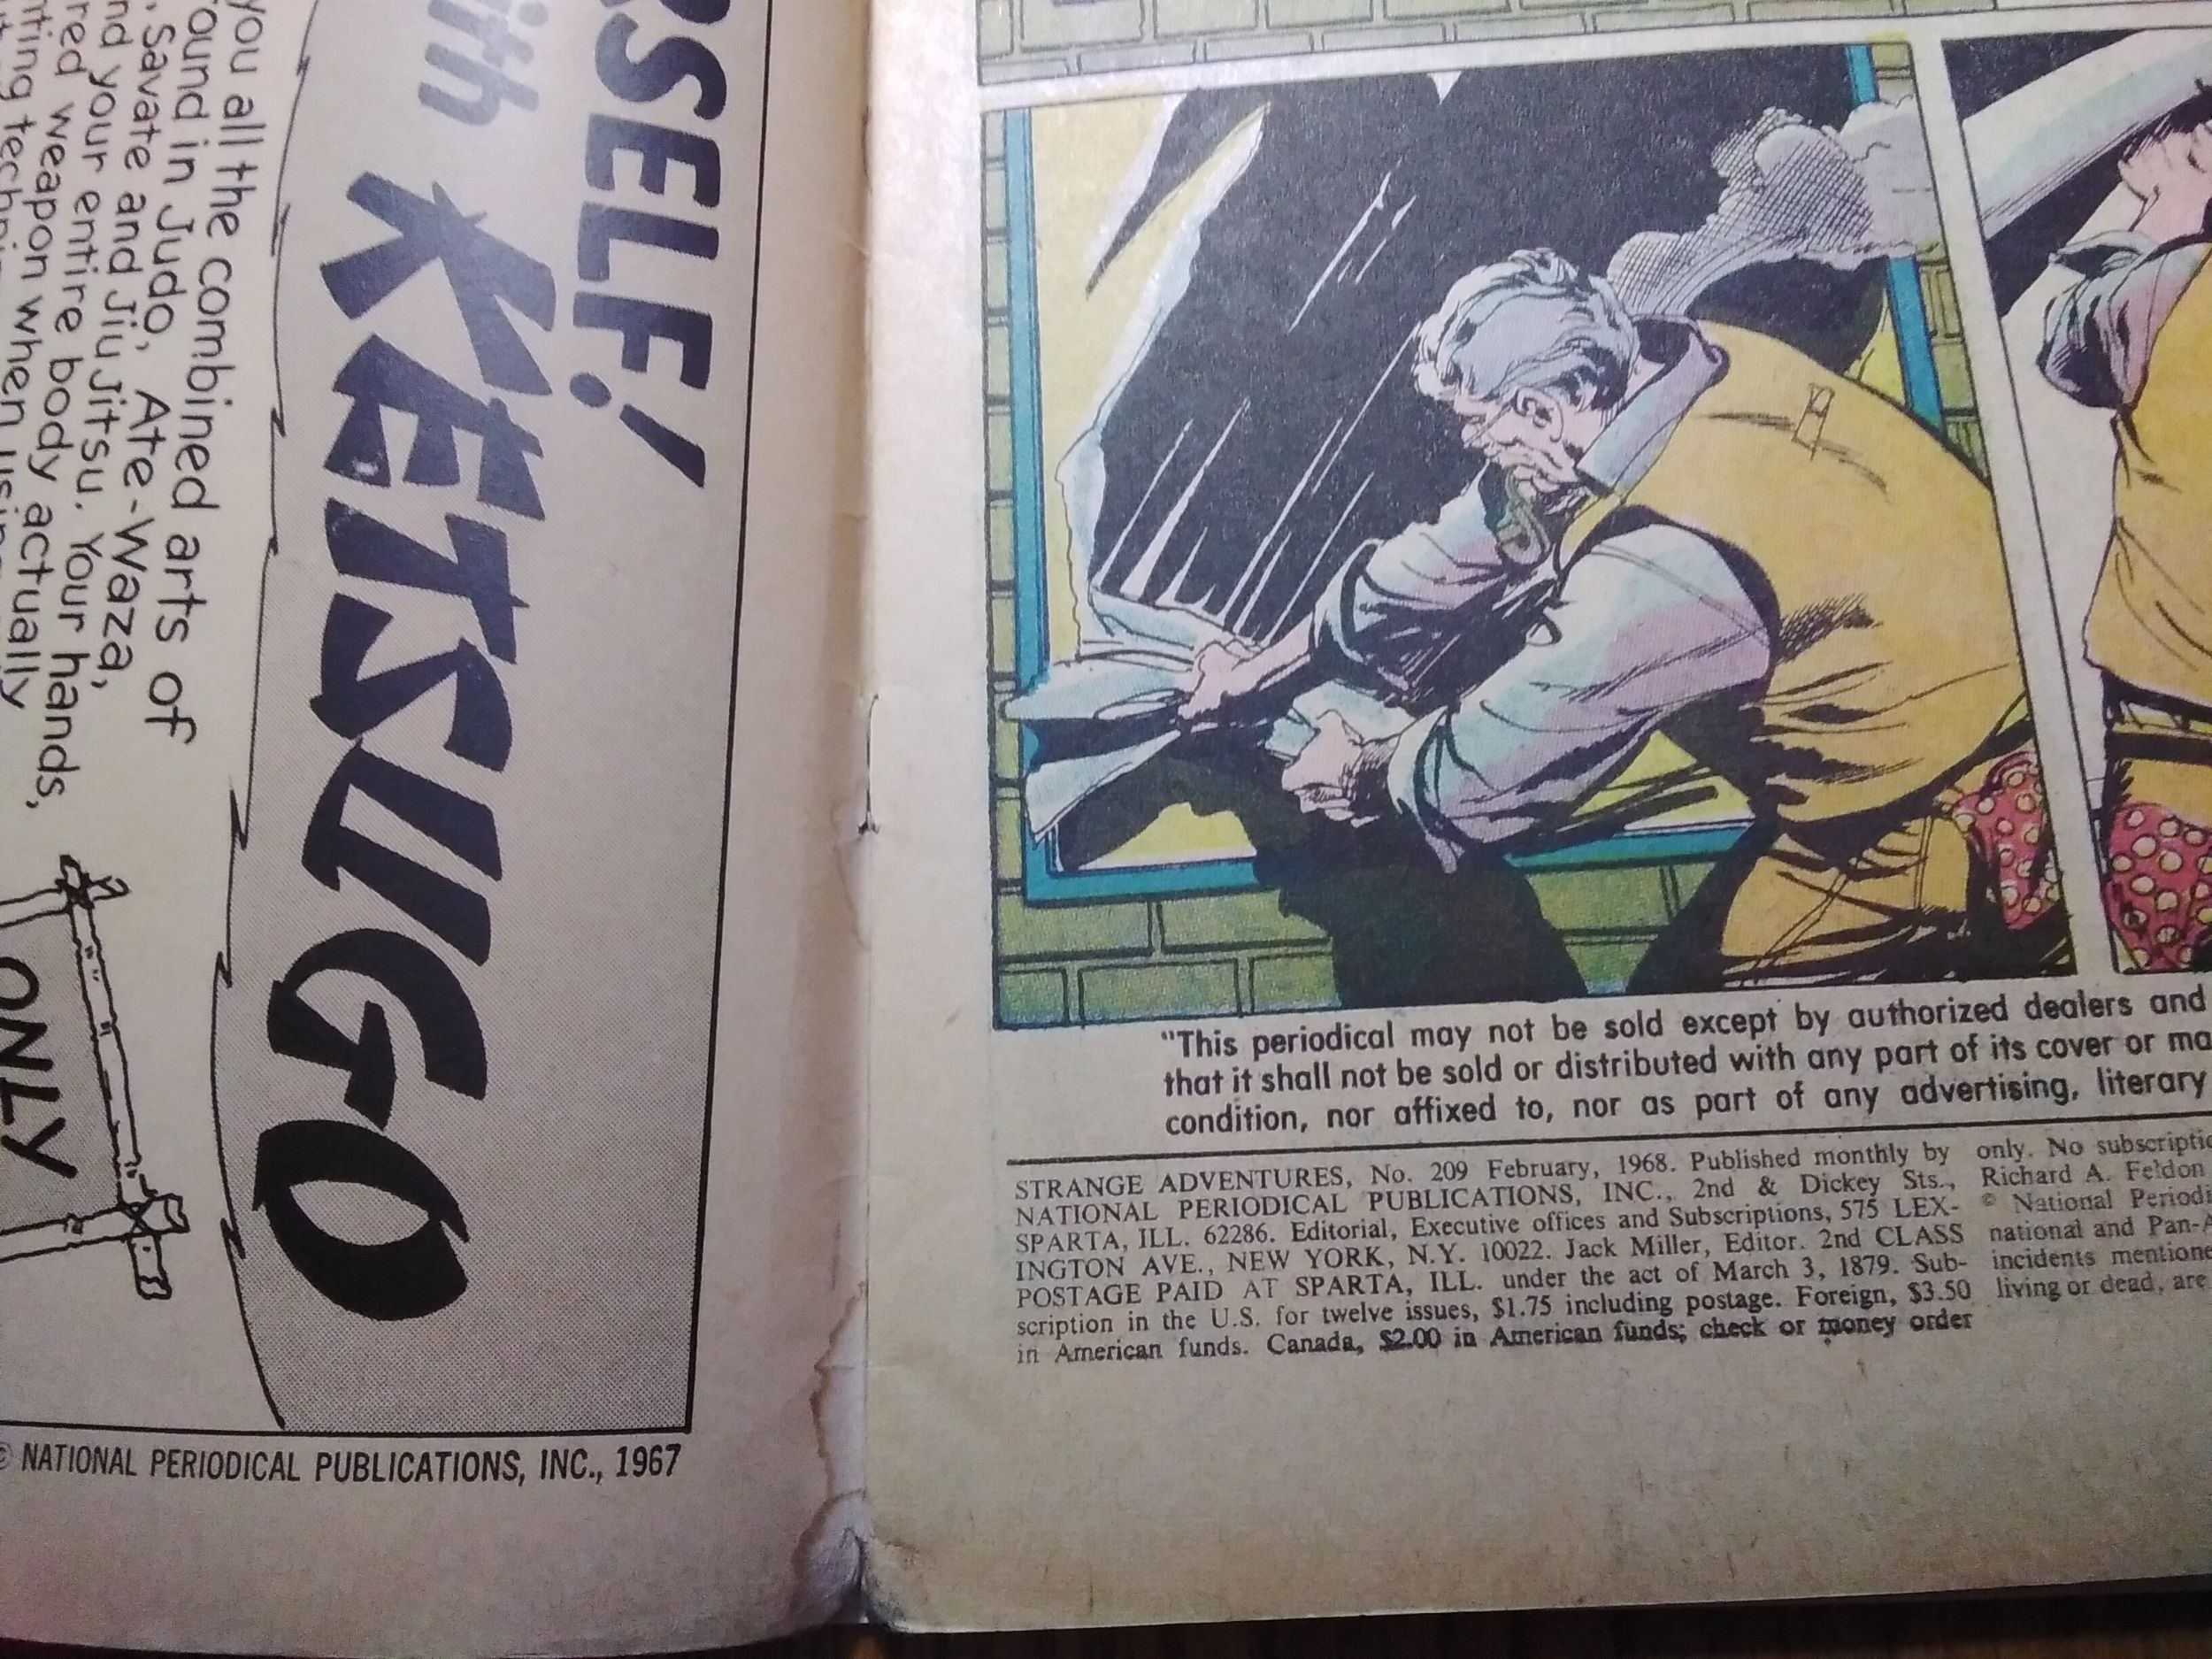 you all the combined arts of
ound in Judo, Ate-Waza,
Savate and Jiu Jitsu. Your hands,
your entire body actually
weapon when
RSELF!
with
KETSUGO
ONLY
© NATIONAL PERIODICAL PUBLICATIONS, INC., 1967
"This periodical may not be sold except by authorized dealers and
that it shall not be sold or distributed with any part of its cover or ma
condition, nor affixed to, nor as part of any advertising, literary
STRANGE ADVENTURES, No. 209 February, 1968. Published monthly by
NATIONAL PERIODICAL PUBLICATIONS, INC., 2nd & Dickey Sts.,
SPARTA, ILL. 62286. Editorial, Executive offices and Subscriptions, 575 LEX-
INGTON AVE., NEW YORK, N.Y. 10022. Jack Miller, Editor. 2nd CLASS
POSTAGE PAID AT SPARTA, ILL. under the act of March 3, 1879. Sub-
scription in the U.S. for twelve issues, $1.75 including postage. Foreign, $3.50
in American funds. Canada, $2.00 in American funds; check or money order
only. No subscriptio
Richard A. Feldon
© National Periodi
national and Pan-A
incidents mentione
living or dead, are